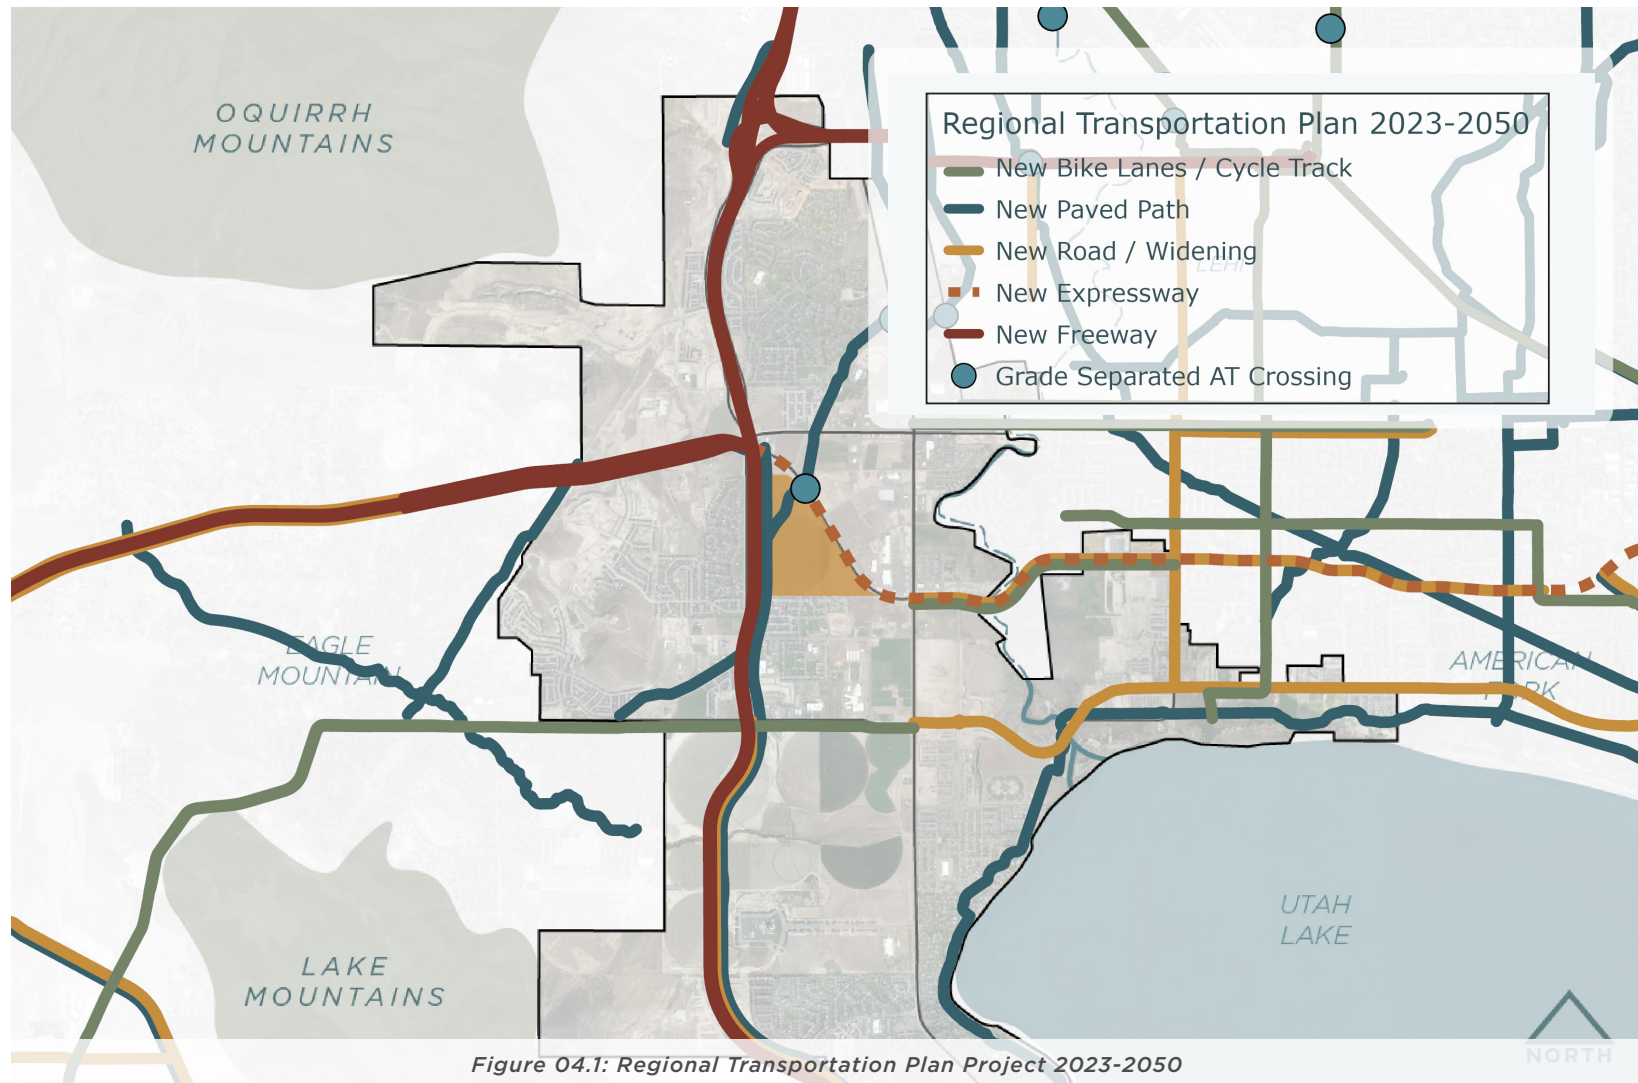 OQUIRRH
MOUNTAINS
Regional Transportation Plan 2023-2050
New Bike Lanes / Cycle Track
New Paved Path
New Road / Widening
LEHI
New Expressway
New Freeway
Grade Separated AT Crossing
EAGLE
MOUNTAIN
AMERICAN
FORK
UTAH
LAKE
LAKE
MOUNTAINS
NORTH
Figure 04.1: Regional Transportation Plan Project 2023-2050